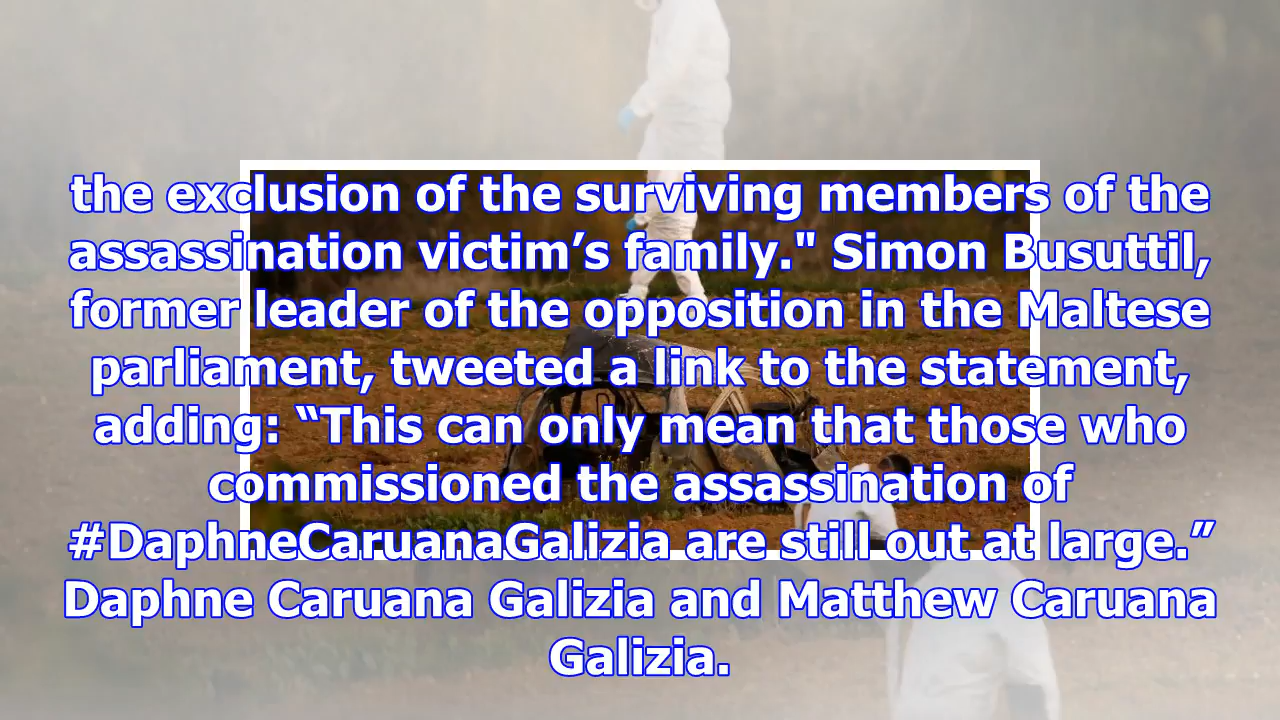 the exclusion of the surviving members of the
assassination victim’s family." Simon Busuttil,
former leader of the opposition in the Maltese
parliament, tweeted a link to the statement,
adding: “This can only mean that those who
commissioned the assassination of
#DaphneCaruanaGalizia are still out at large.”
Daphne Caruana Galizia and Matthew Caruana
Galizia.